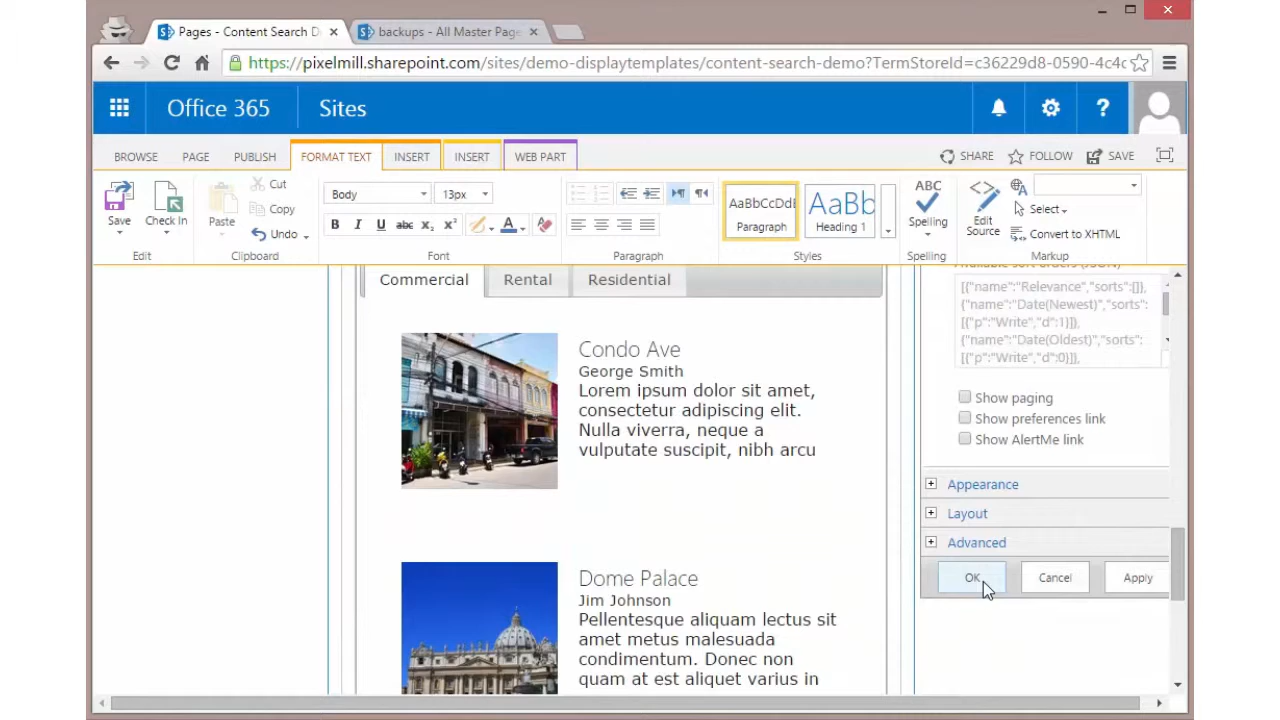 Pages - Content Search D
backups - All Master Page
https://pixelmill.sharepoint.com/sites/demo-displaytemplates/content-search-demo?TermStoreId=c36229d8-0590-4c4c
Office 365
Sites
?
BROWSE
PAGE
PUBLISH
FORMAT TEXT
INSERT
INSERT
WEB PART
SHARE
FOLLOW
SAVE
Save
Check In
Edit
Paste
Cut
Copy
Undo
Clipboard
Body
13px
B I U abc x₂ x²
A
Font
Paragraph
AaBbCcDdE
Paragraph
AaBb
Heading 1
Styles
ABC
Spelling
Spelling
Edit
Source
Select
Convert to XHTML
Markup
Commercial
Rental
Residential
Condo Ave
George Smith
Lorem ipsum dolor sit amet,
consectetur adipiscing elit.
Nulla viverra, neque a
vulputate suscipit, nibh arcu
Dome Palace
Jim Johnson
Pellentesque aliquam lectus sit
amet metus malesuada
condimentum. Donec non
quam at est aliquet varius in
[{"name":"Relevance","sorts":[]},
{"name":"Date(Newest)","sorts":
[{"p":"Write","d":1}]},
{"name":"Date(Oldest)","sorts":
[{"p":"Write","d":0}]},
Show paging
Show preferences link
Show AlertMe link
Appearance
Layout
Advanced
OK
Cancel
Apply